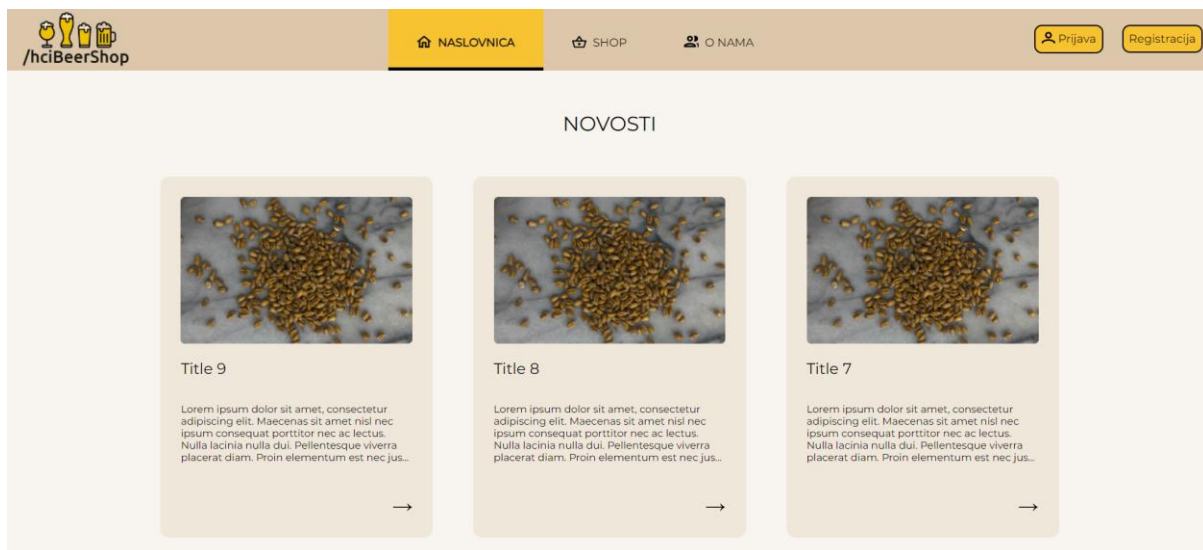 /hciBeerShop
NASLOVNICA
SHOP
O NAMA
Prijava
Registracija
NOVOSTI
Title 9
Lorem ipsum dolor sit amet, consectetur
adipiscing elit. Maecenas sit amet nisl nec
ipsum consequat porttitor nec ac lectus.
Nulla lacinia nulla dui. Pellentesque viverra
placerat diam. Proin elementum est nec jus...
Title 8
Lorem ipsum dolor sit amet, consectetur
adipiscing elit. Maecenas sit amet nisl nec
ipsum consequat porttitor nec ac lectus.
Nulla lacinia nulla dui. Pellentesque viverra
placerat diam. Proin elementum est nec jus...
Title 7
Lorem ipsum dolor sit amet, consectetur
adipiscing elit. Maecenas sit amet nisl nec
ipsum consequat porttitor nec ac lectus.
Nulla lacinia nulla dui. Pellentesque viverra
placerat diam. Proin elementum est nec jus...